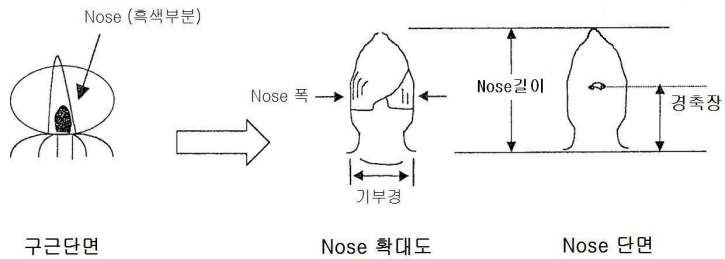 Nose (흑색부분)
Nose 폭
Nose길이
경축장
기부경
구근단면
Nose 확대도
Nose 단면